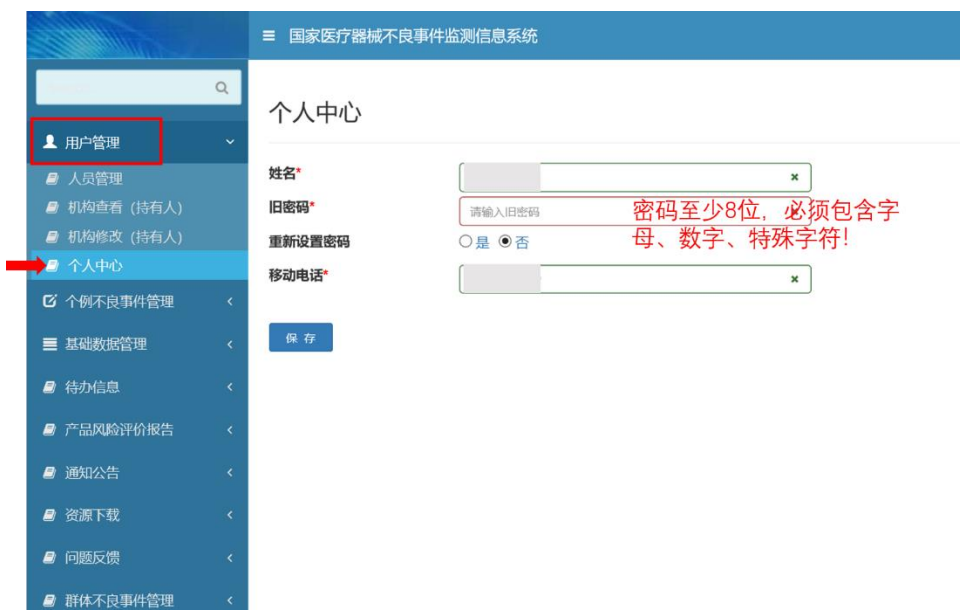 国家医疗器械不良事件监测信息系统
用户管理
人员管理
机构查看 (持有人)
机构修改 (持有人)
个人中心
个例不良事件管理
基础数据管理
待办信息
产品风险评价报告
通知公告
资源下载
问题反馈
群体不良事件管理
个人中心
姓名*
旧密码*
请输入旧密码
密码至少8位，必须包含字
母、数字、特殊字符!
重新设置密码
是 否
移动电话*
保存